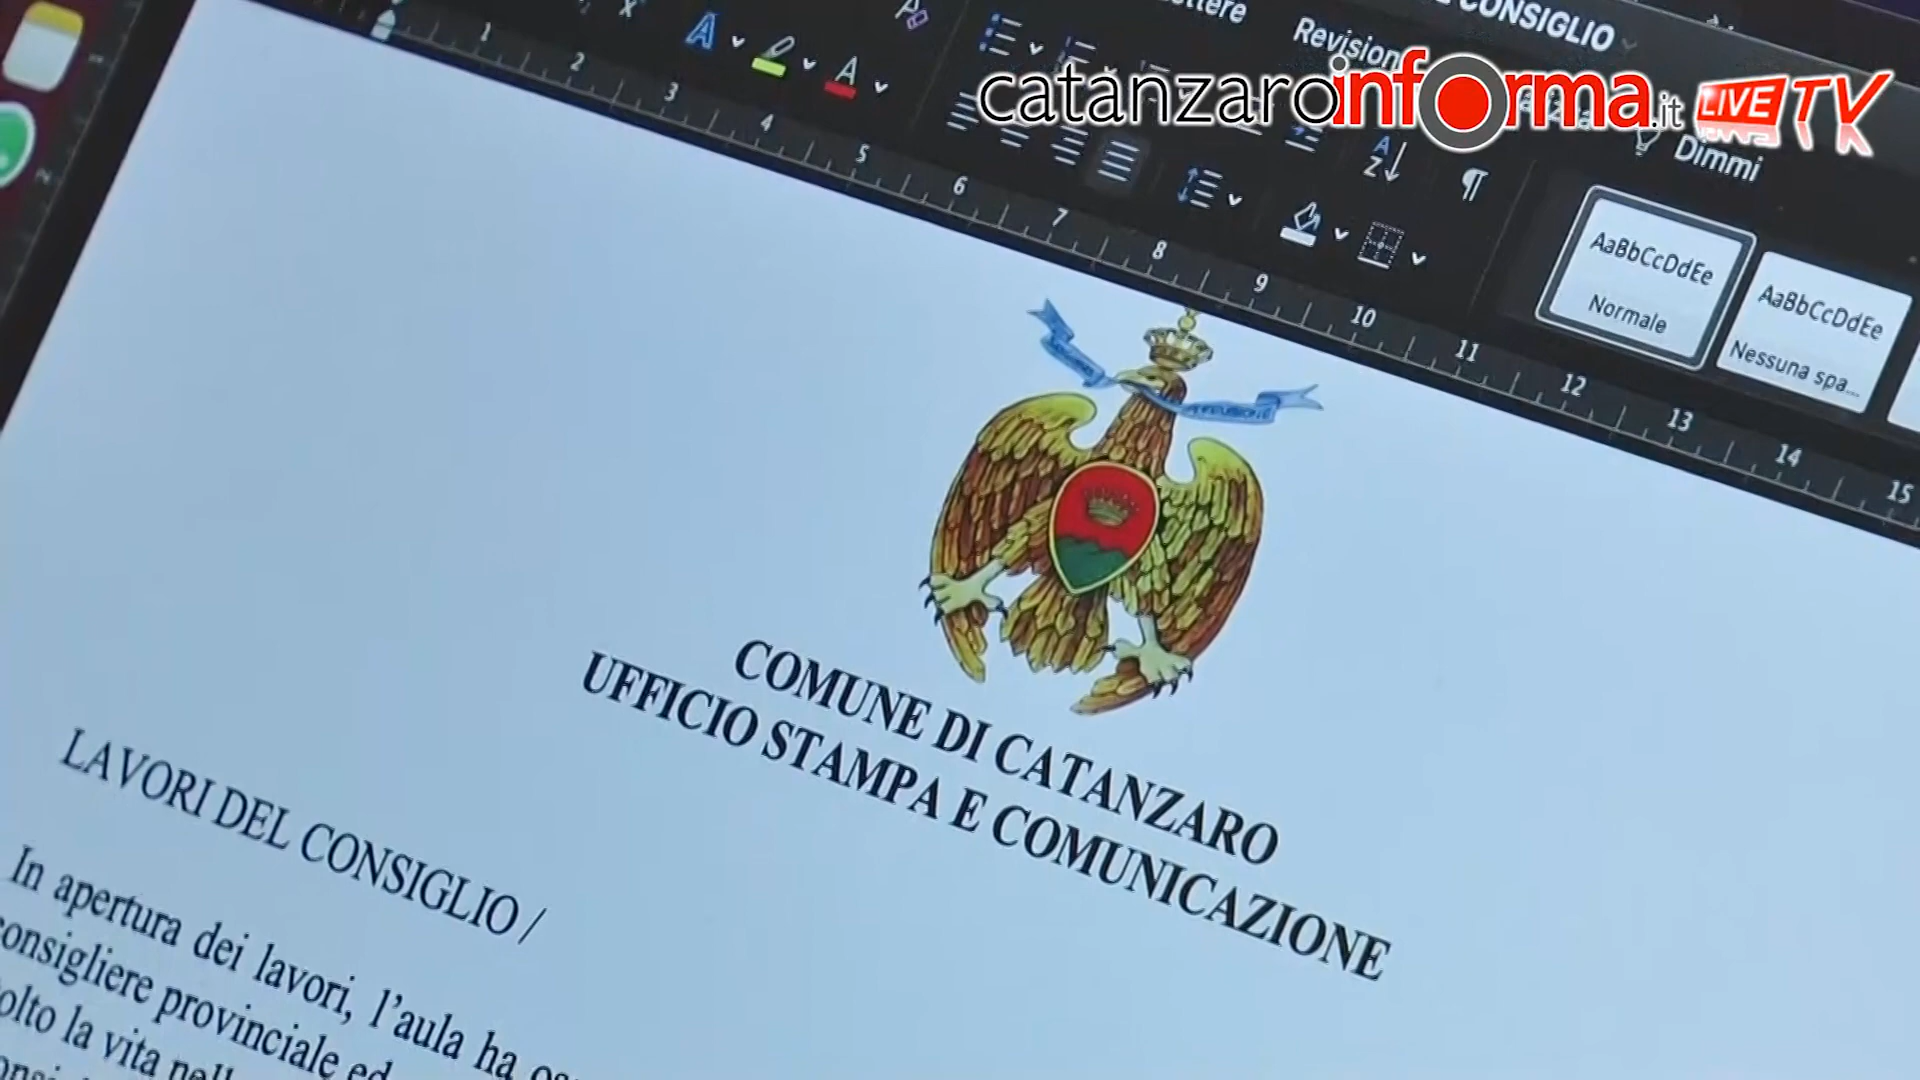 CONSIGLIO
Revision
catanzaroinforma.it LIVE TV
Dimmi
1 2 3 4 5 6 7 8 9 10 11 12 13 14 15
AaBbCcDdEe
Normale
AaBbCcDdEe
Nessuna spa...
COMUNE DI CATANZARO
UFFICIO STAMPA E COMUNICAZIONE
LAVORI DEL CONSIGLIO /
In apertura dei lavori, l'aula ha
consigliere provinciale ed
la vita